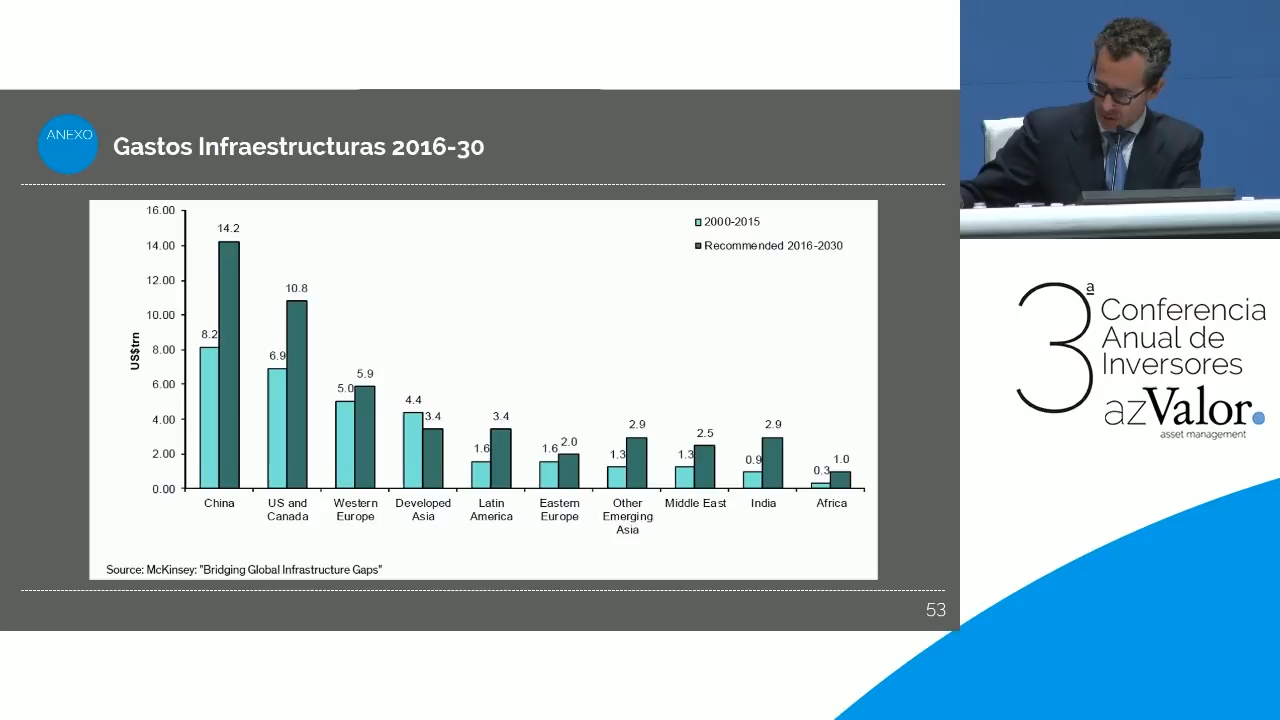 ANEXO
Gastos Infraestructuras 2016-30
16.00
14.00
12.00
10.00
8.00
6.00
4.00
2.00
0.00
US$trn
2000-2015
Recommended 2016-2030
8.2
14.2
6.9
10.8
5.0
5.9
4.4
3.4
1.6
3.4
1.6
2.0
1.3
2.9
1.3
2.5
0.9
2.9
0.3
1.0
China
US and
Canada
Western
Europe
Developed
Asia
Latin
America
Eastern
Europe
Other
Emerging
Asia
Middle East
India
Africa
Source: McKinsey: "Bridging Global Infrastructure Gaps"
53
3ª
Conferencia
Anual de
Inversores
azValor.
asset management